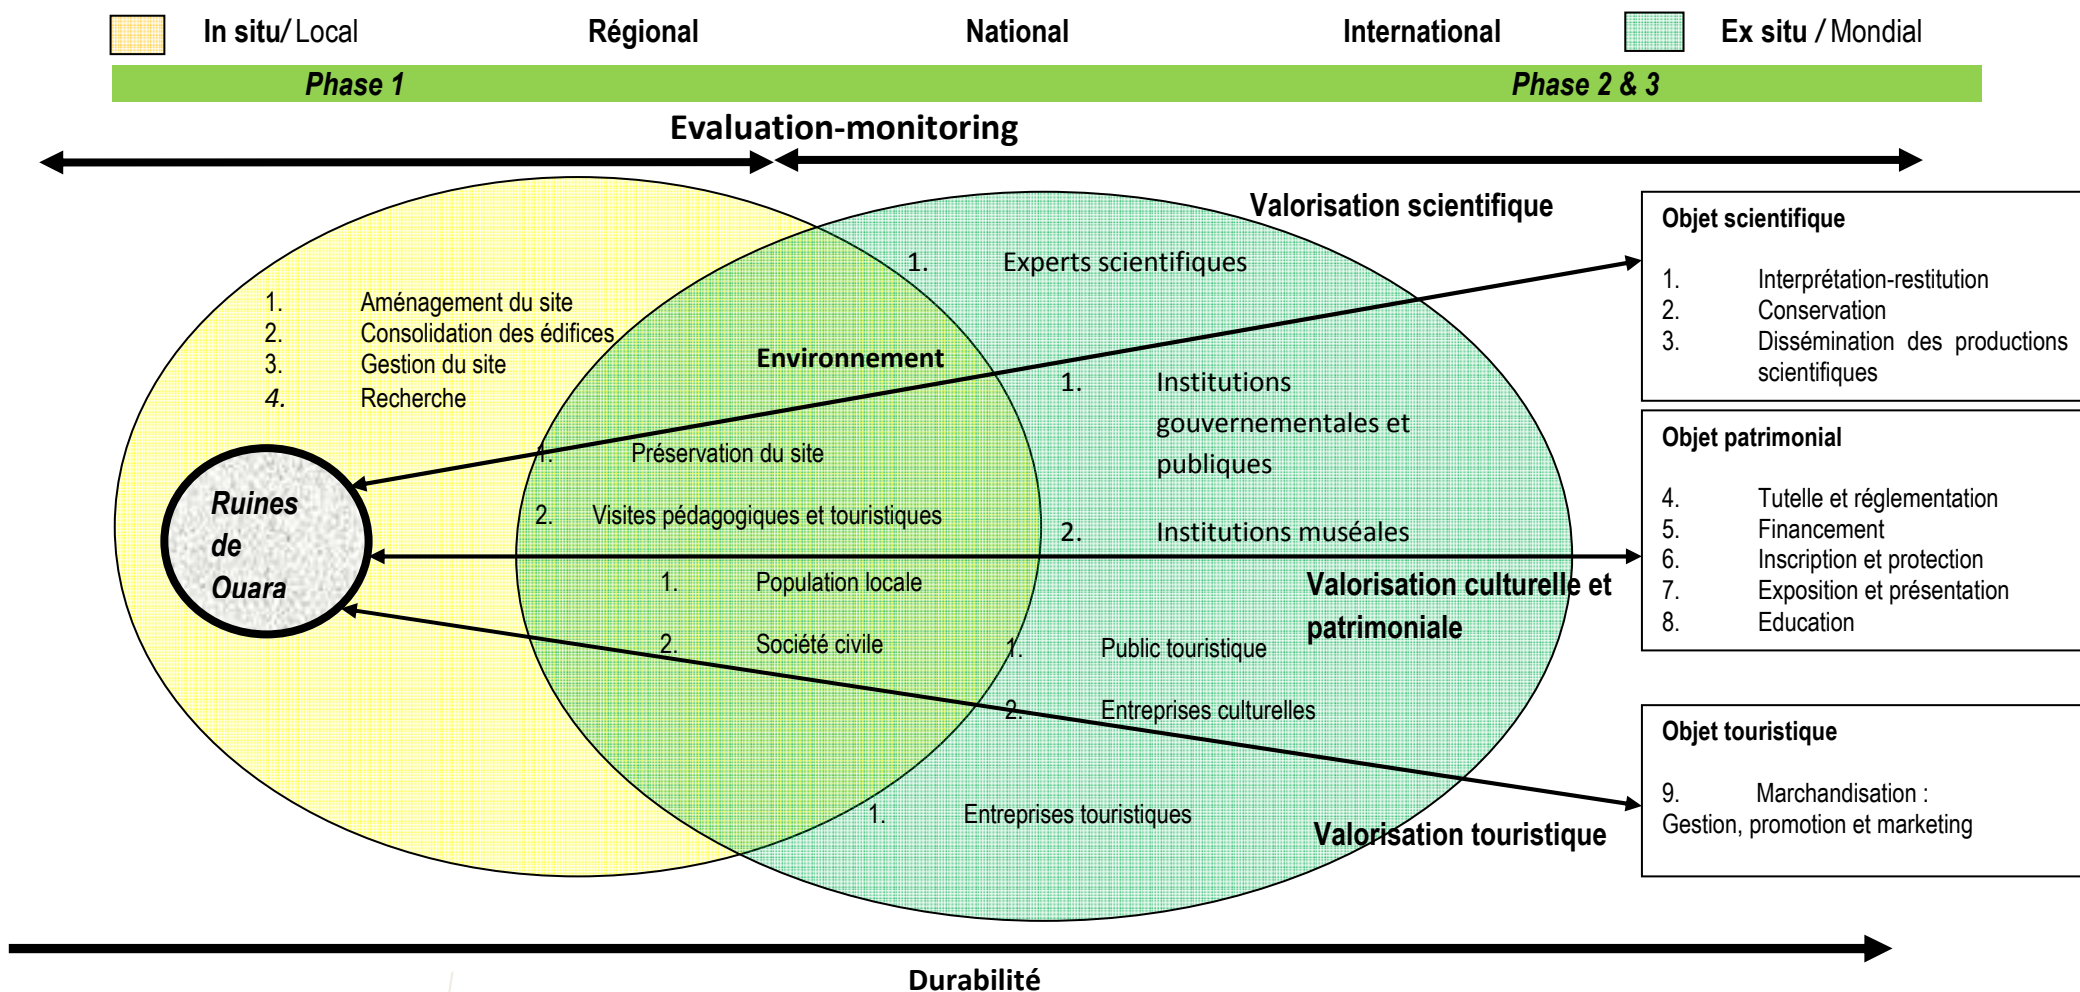 In situ/ Local Régional National International Ex situ / Mondial
Phase 1 Phase 2 & 3
Evaluation-monitoring
Valorisation scientifique
1. Experts scientifiques
1. Aménagement du site
2. Consolidation des édifices
3. Gestion du site
4. Recherche
Environnement
1. Institutions
gouvernementales et
publiques
1. Préservation du site
2. Visites pédagogiques et touristiques
2. Institutions muséales
Ruines
de
Ouara
1. Population locale
2. Société civile
Valorisation culturelle et
patrimoniale
1. Public touristique
2. Entreprises culturelles
1. Entreprises touristiques
Valorisation touristique
Objet scientifique
1. Interprétation-restitution
2. Conservation
3. Dissémination des productions
scientifiques
Objet patrimonial
4. Tutelle et réglementation
5. Financement
6. Inscription et protection
7. Exposition et présentation
8. Education
Objet touristique
9. Marchandisation :
Gestion, promotion et marketing
Durabilité